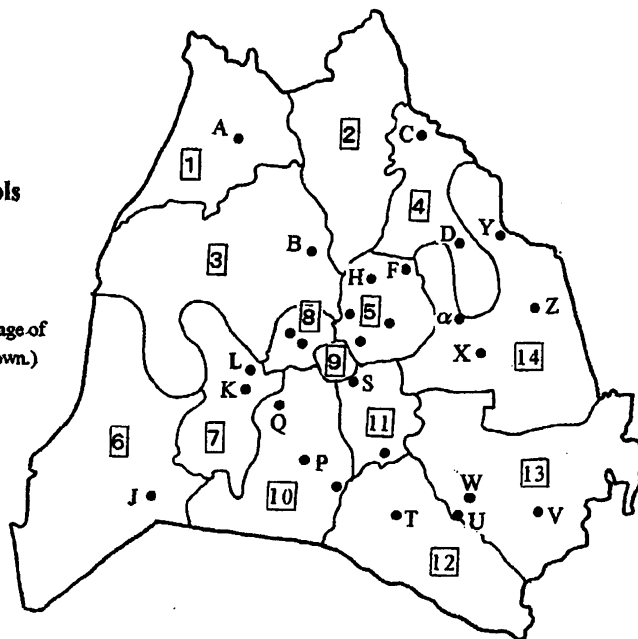 2
A
C
1
ols
4
D
Y
B
3
H
F
8
5
α
Z
age of
own.)
L
9
X
14
K
S
Q
11
6
7
13
P
W
J
10
T
U
V
12